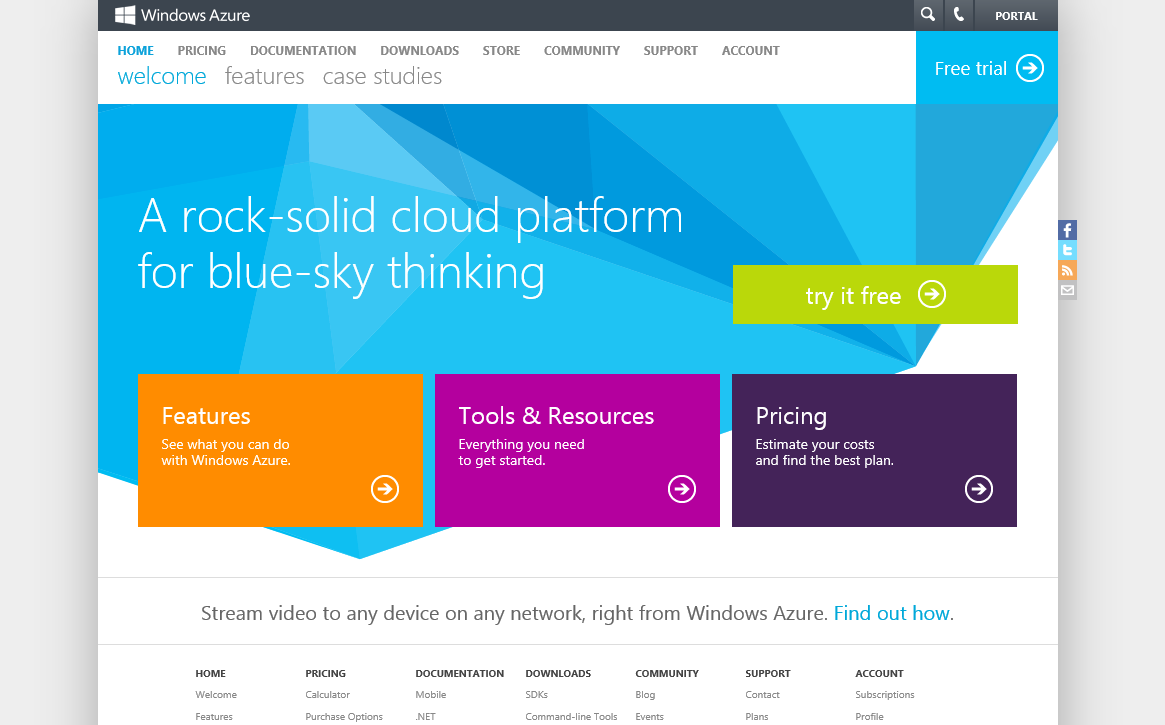 Windows Azure
PORTAL
HOME PRICING DOCUMENTATION DOWNLOADS STORE COMMUNITY SUPPORT ACCOUNT
welcome features case studies
Free trial
A rock-solid cloud platform
for blue-sky thinking
try it free
Features
See what you can do
with Windows Azure.
Tools & Resources
Everything you need
to get started.
Pricing
Estimate your costs
and find the best plan.
Stream video to any device on any network, right from Windows Azure. Find out how.
HOME PRICING DOCUMENTATION DOWNLOADS COMMUNITY SUPPORT ACCOUNT
Welcome Calculator Mobile SDKs Blog Contact Subscriptions
Features Purchase Options .NET Command-line Tools Events Plans Profile